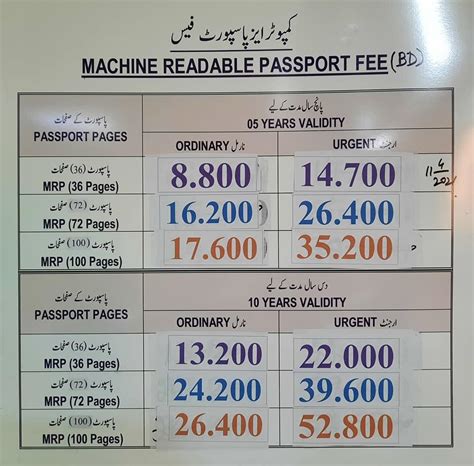 کمپیوٹرایزپاسپورٹ فیس
MACHINE READABLE PASSPORT FEE (BD)
پاسپورٹ کے صفحات
PASSPORT PAGES
پانچ سال مدت کے لیے
05 YEARS VALIDITY
ORDINARY نارمل
URGENT ارجنٹ
پاسپورٹ (36) صفحات
MRP (36 Pages)
8.800
14.700
11/4/2021
پاسپورٹ (72) صفحات
MRP (72 Pages)
16.200
26.400
پاسپورٹ (100) صفحات
MRP (100 Pages)
17.600
35.200
پاسپورٹ کے صفحات
PASSPORT PAGES
دس سال مدت کے لیے
10 YEARS VALIDITY
ORDINARY نارمل
URGENT ارجنٹ
پاسپورٹ (36) صفحات
MRP (36 Pages)
13.200
22.000
پاسپورٹ (72) صفحات
MRP (72 Pages)
24.200
39.600
پاسپورٹ (100) صفحات
MRP (100 Pages)
26.400
52.800